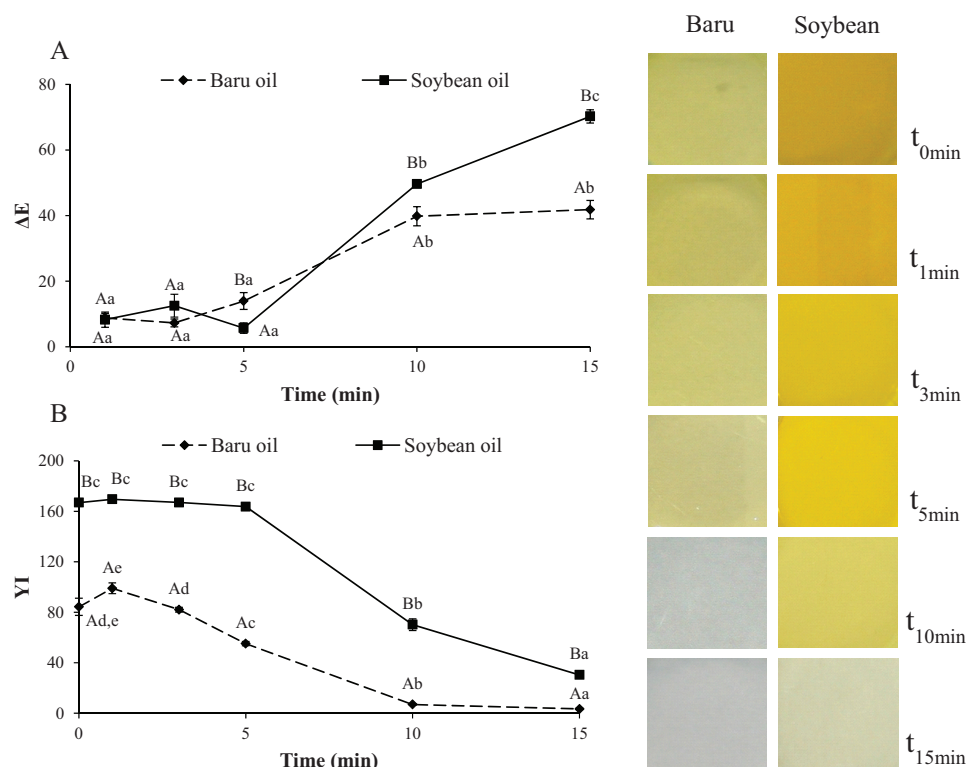 A
Baru oil Soybean oil
80
60
40
20
0
ΔE
0 5 10 15
Time (min)
Aa
Aa
Aa
Aa
Ba
Aa
Bb
Ab
Bc
Ab
B
Baru oil Soybean oil
200
160
120
80
40
0
YI
0 5 10 15
Time (min)
Bc Bc Bc Bc
Bb
Ba
Ad,e
Ae
Ad
Ac
Ab
Aa
Baru Soybean
t0min
t1min
t3min
t5min
t10min
t15min